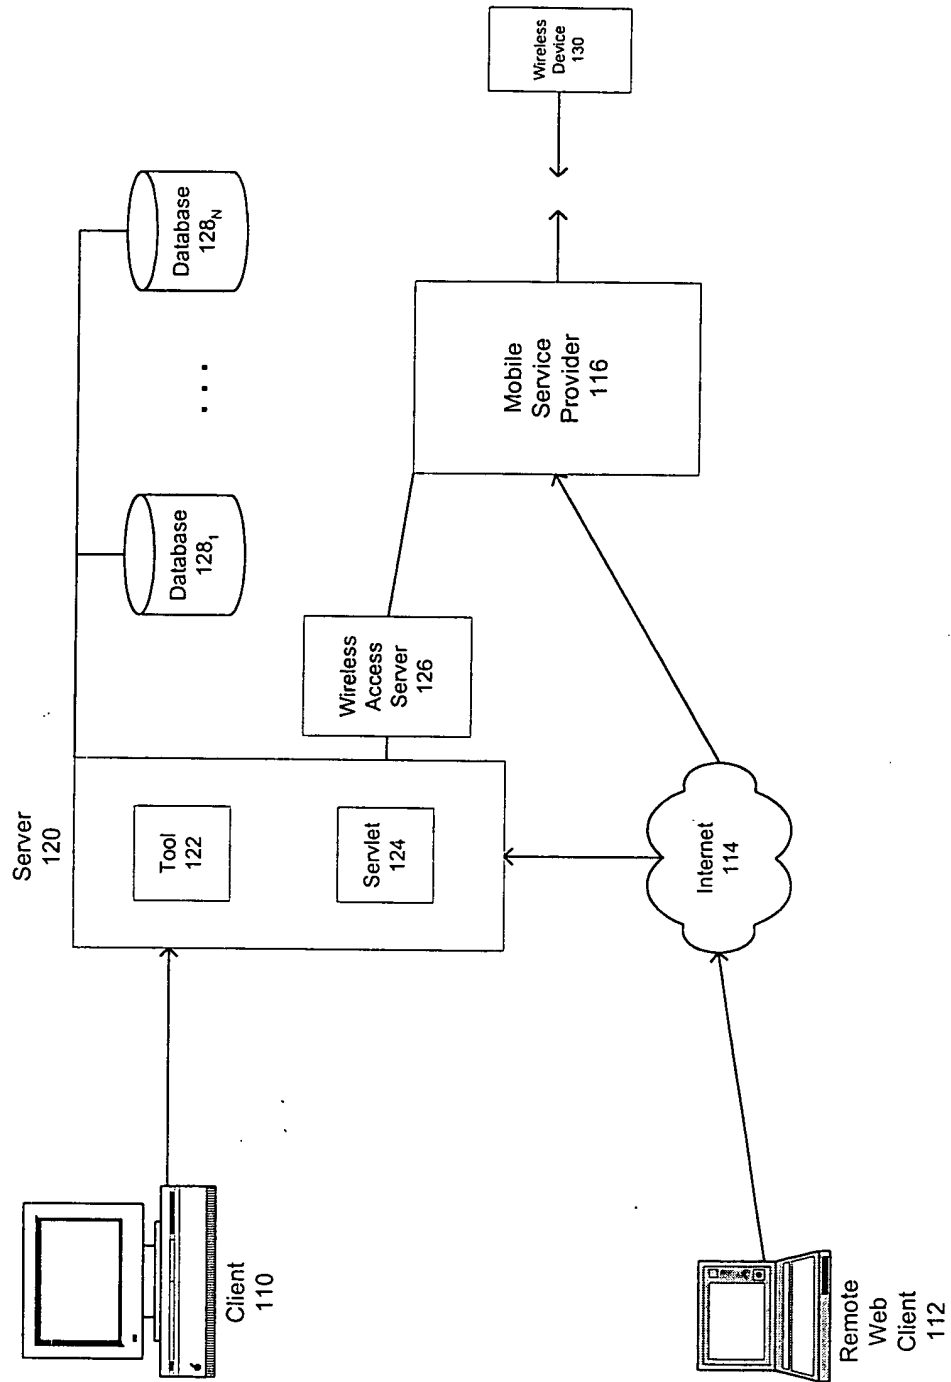 Server
120
Tool
122
Servlet
124
Database
128₁
. . .
Database
128N
Wireless
Access
Server
126
Mobile
Service
Provider
116
Wireless
Device
130
Client
110
Internet
114
Remote
Web
Client
112